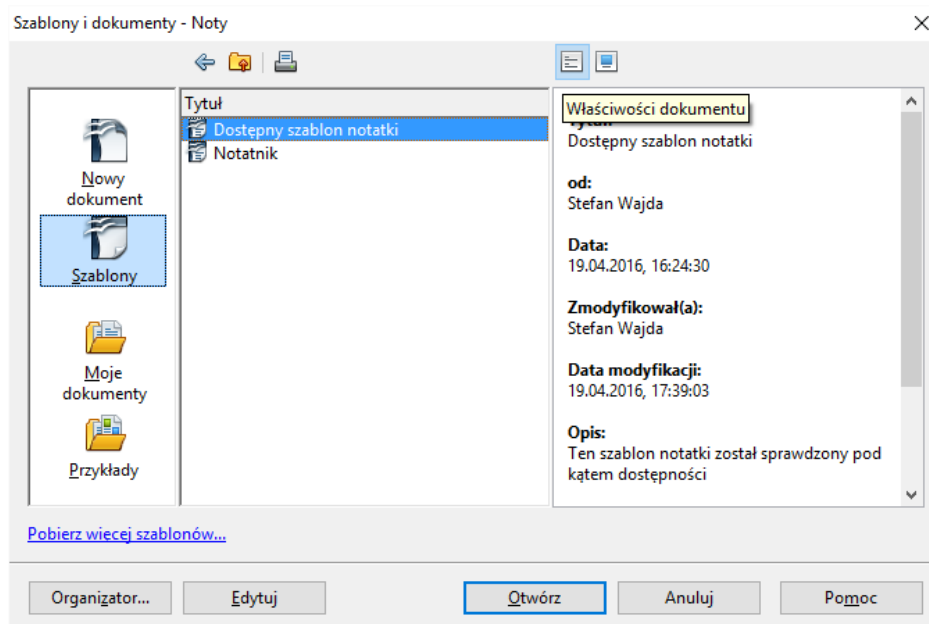 Szablony i dokumenty - Noty
Tytuł
Dostępny szablon notatki
Notatnik
Nowy
dokument
Szablony
Moje
dokumenty
Przykłady
Właściwości dokumentu
Dostępny szablon notatki
od:
Stefan Wajda
Data:
19.04.2016, 16:24:30
Zmodyfikował(a):
Stefan Wajda
Data modyfikacji:
19.04.2016, 17:39:03
Opis:
Ten szablon notatki został sprawdzony pod
kątem dostępności
Pobierz więcej szablonów...
Organizator...
Edytuj
Otwórz
Anuluj
Pomoc